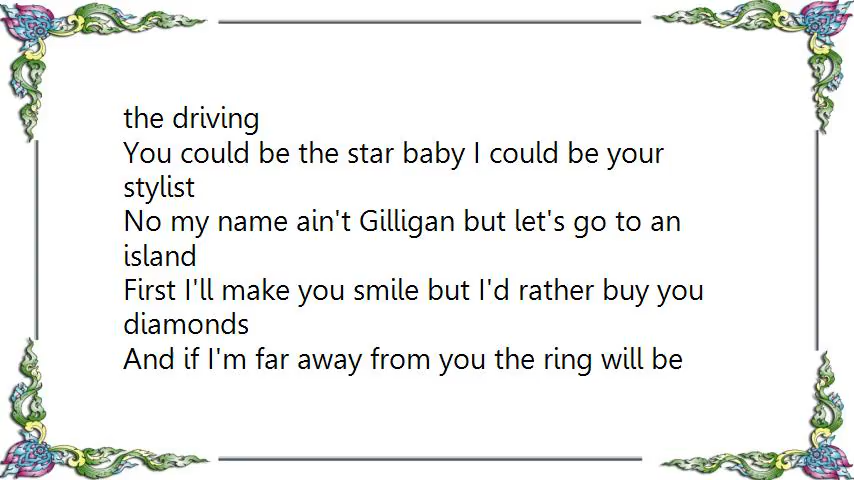 the driving
You could be the star baby I could be your
stylist
No my name ain't Gilligan but let's go to an
island
First I'll make you smile but I'd rather buy you
diamonds
And if I'm far away from you the ring will be